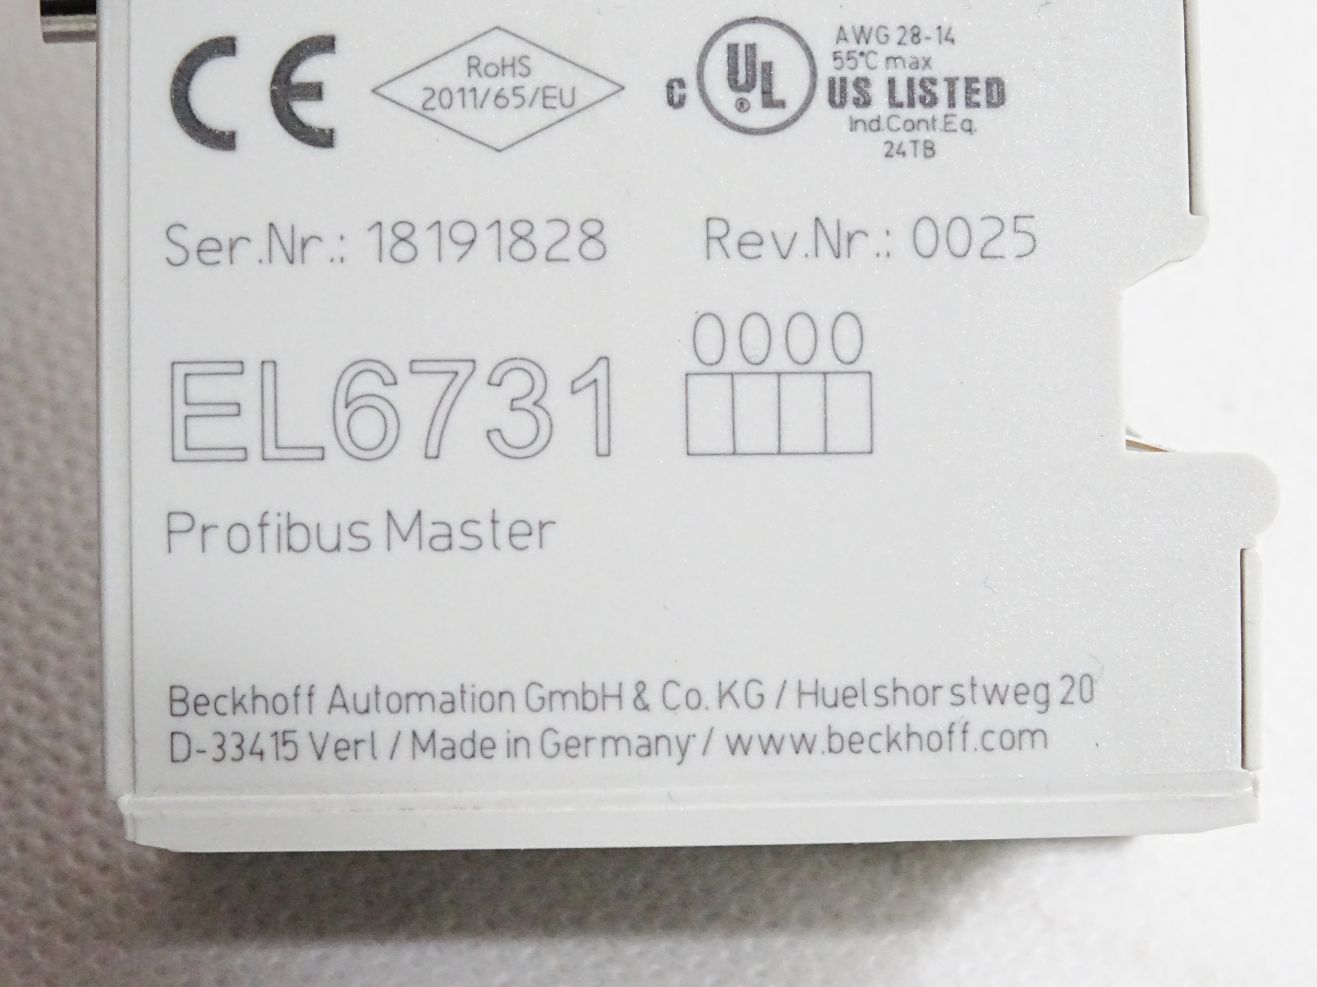 CE
RoHS
2011/65/EU
C UL ® US LISTED
AWG 28-14
55°C max
Ind.Cont.Eq.
24TB
Ser.Nr.: 18191828 Rev.Nr.: 0025
EL6731 0000
Profibus Master
Beckhoff Automation GmbH & Co. KG / Huelshorstweg 20
D-33415 Verl / Made in Germany / www.beckhoff.com